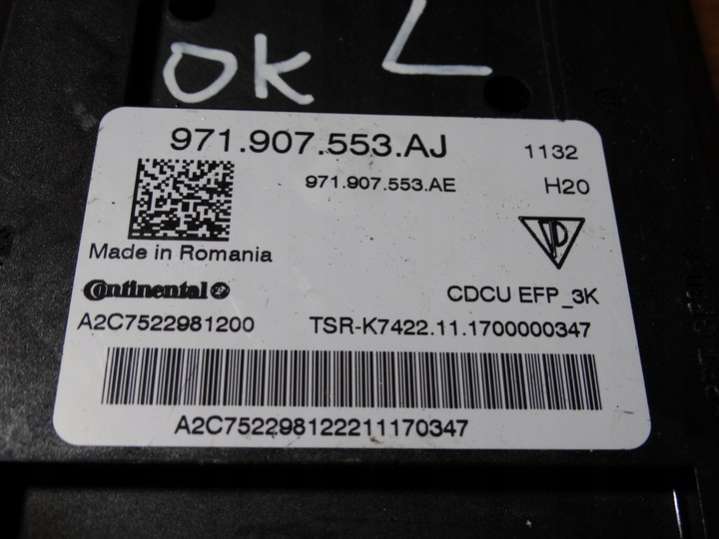 OK L
971.907.553.AJ 1132
971.907.553.AE H20
Made in Romania
Continental CDCU EFP_3K
A2C7522981200 TSR-K7422.11.1700000347
A2C752298122211170347